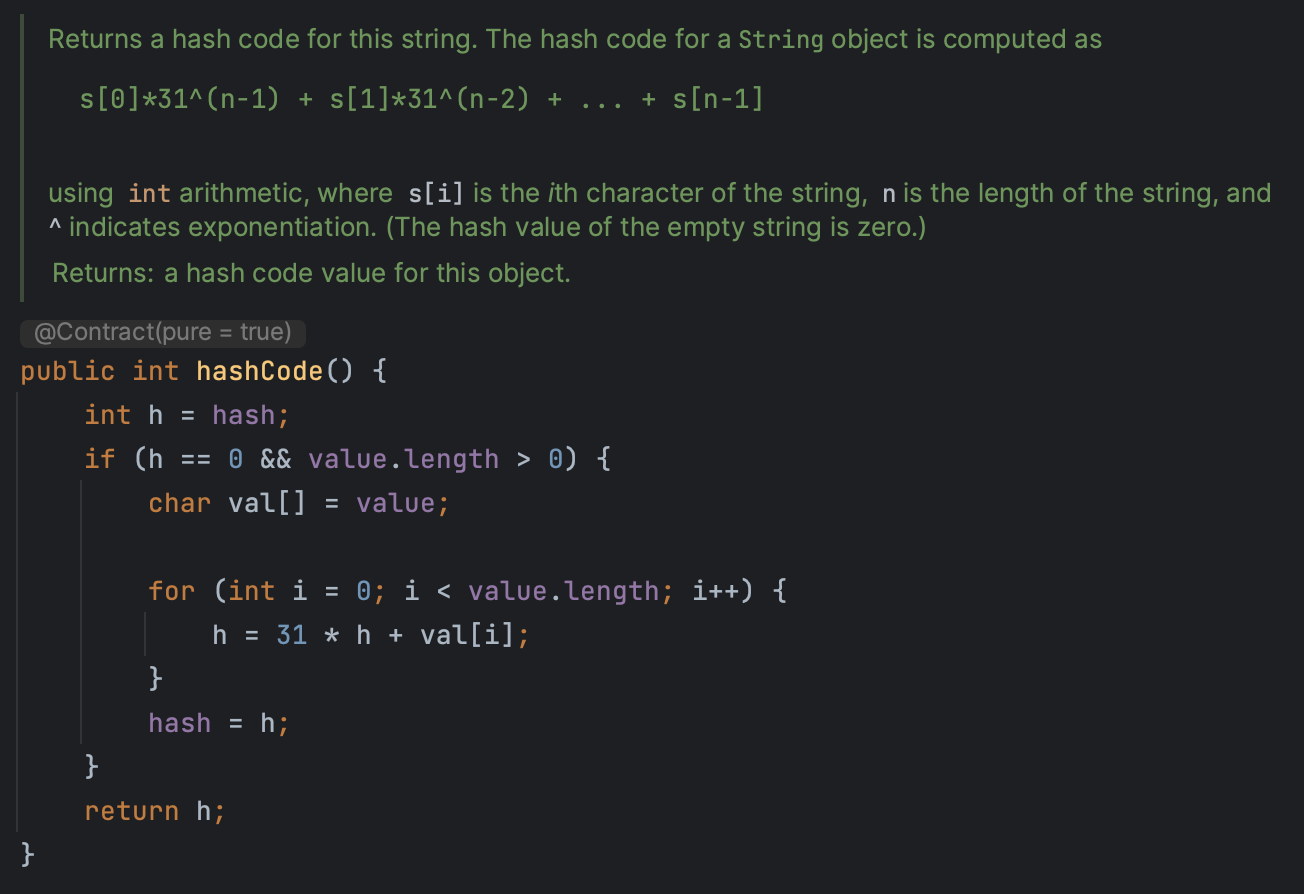 Returns a hash code for this string. The hash code for a String object is computed as
s[0]*31^(n-1) + s[1]*31^(n-2) + ... + s[n-1]
using int arithmetic, where s[i] is the ith character of the string, n is the length of the string, and
^ indicates exponentiation. (The hash value of the empty string is zero.)
Returns: a hash code value for this object.
@Contract(pure = true)
public int hashCode() {
    int h = hash;
    if (h == 0 && value.length > 0) {
        char val[] = value;
        for (int i = 0; i < value.length; i++) {
            h = 31 * h + val[i];
        }
        hash = h;
    }
    return h;
}